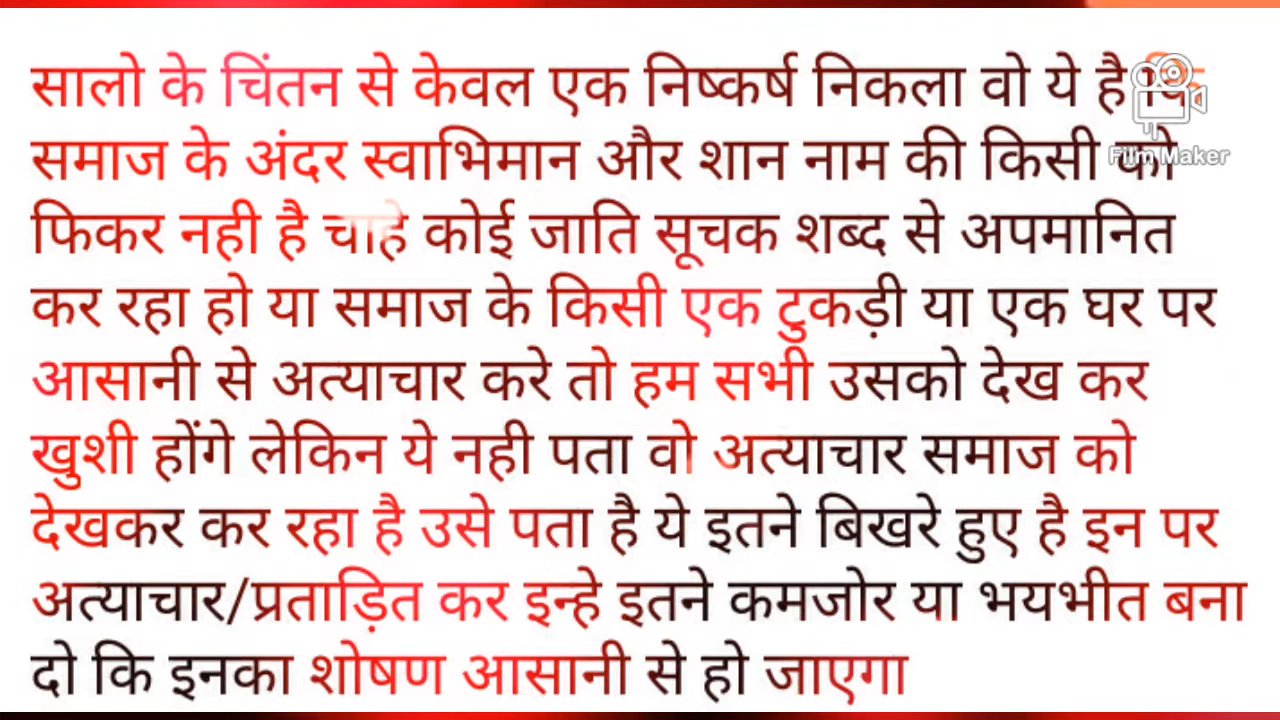 सालो के चिंतन से केवल एक निष्कर्ष निकला वो ये है कि
समाज के अंदर स्वाभिमान और शान नाम की किसी को
फिकर नही है चाहे कोई जाति सूचक शब्द से अपमानित
कर रहा हो या समाज के किसी एक टुकड़ी या एक घर पर
आसानी से अत्याचार करे तो हम सभी उसको देख कर
खुशी होंगे लेकिन ये नही पता वो अत्याचार समाज को
देखकर कर रहा है उसे पता है ये इतने बिखरे हुए है इन पर
अत्याचार/प्रताड़ित कर इन्हे इतने कमजोर या भयभीत बना
दो कि इनका शोषण आसानी से हो जाएगा
Film Maker